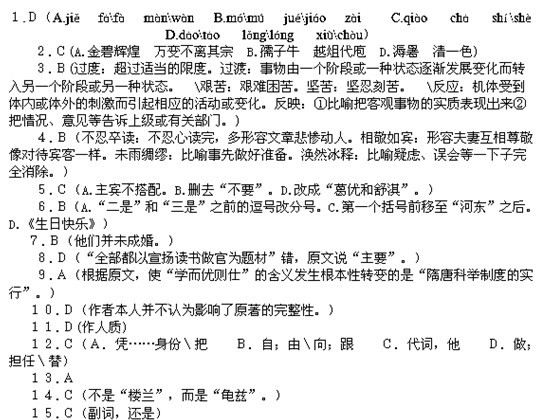 1.D (A.jiē fú\fà màn\wàn B.mó\mú jué\jiáo zài C.qiào chá shí\shè
D.dáo\tao lǒng\lóng xiù\chòu)
2.C(A.金碧辉煌 万变不离其宗 B.孺子牛 越俎代庖 D.海晏 清一色)
3.B(过度：超过适当的限度。过渡：事物由一个阶段或一种状态逐渐发展变化而转
入另一个阶段或另一种状态。 \艰苦：艰难困苦。坚苦：坚忍刻苦。 \反应：机体受到
体内或体外的刺激而引起相应的活动或变化。反映：①比喻把客观事物的实质表现出来②
把情况、意见等告诉上级或有关部门。)
4.B（不忍卒读：不忍心读完，多形容文章悲惨动人。相敬如宾：形容夫妻互相尊敬
像对待宾客一样。未雨绸缪：比喻事先做好准备。涣然冰释：比喻疑虑、误会等一下子完
全消除。）
5.C（A.主宾不搭配。B.删去“不要”。D.改成“葛优和舒淇”。）
6.B（A.“二是”和“三是”之前的逗号改分号。C.第一个括号前移至“河东”之后。
D.《生日快乐》）
7.B（他们并未成婚。）
8.D（“全部都以宣扬读书做官为题材”错，原文说“主要”。）
9.A（根据原文，使“学而优则仕”的含义发生根本性转变的是“隋唐科举制度的实
行”。）
10.D（作者本人并不认为影响了原著的完整性。）
11.D(作人质)
12.C（A．凭……身份\把 B．自；由\向；跟 C．代词，他 D．做；
担任\替）
13.A
14.C（不是“楼兰”，而是“龟兹”。）
15.C（副词，还是）